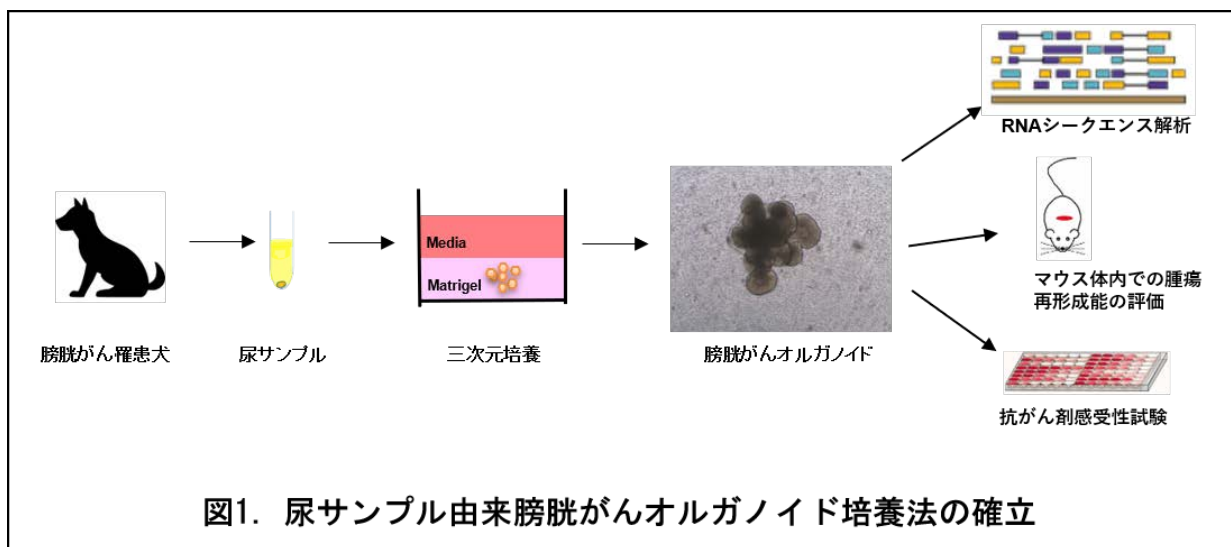 RNAシークエンス解析
Media
Matrigel
マウス体内での腫瘍
再形成能の評価
膀胱がん罹患犬
尿サンプル
三次元培養
膀胱がんオルガノイド
抗がん剤感受性試験
図1. 尿サンプル由来膀胱がんオルガノイド培養法の確立